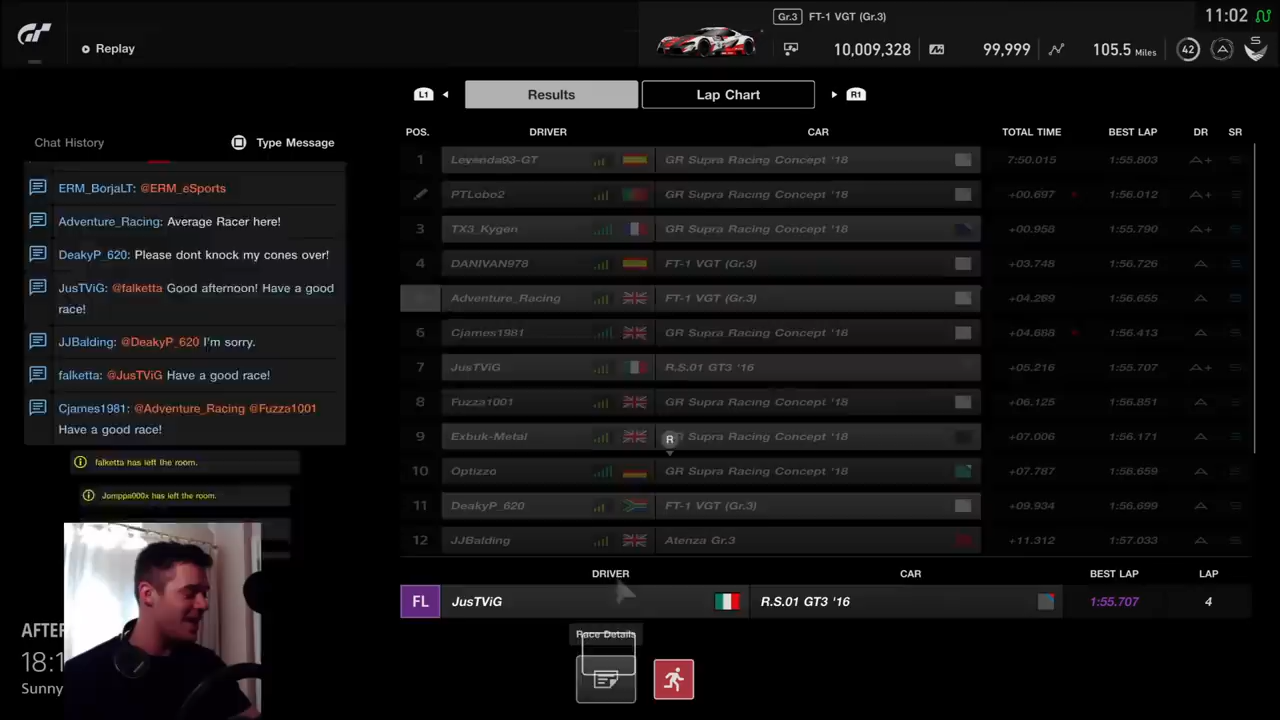 Gr.3 FT-1 VGT (Gr.3)
11:02
Replay
10,009,328
99,999
105.5 Miles
42
A
S
L1
Results
Lap Chart
R1
Chat History
Type Message
ERM_BorjaLT: @ERM_eSports
Adventure_Racing: Average Racer here!
DeakyP_620: Please dont knock my cones over!
JusTViG: @falketta Good afternoon! Have a good
race!
JJBalding: @DeakyP_620 I'm sorry.
falketta: @JusTViG Have a good race!
Cjames1981: @Adventure_Racing @Fuzza1001
Have a good race!
falketta has left the room.
Jomppa000x has left the room.
AFTER
18:1
Sunny
POS. DRIVER CAR TOTAL TIME BEST LAP DR SR
1 Leyenda93-GT GR Supra Racing Concept '18 7:50.015 1:55.803 A+ S
PTLobo2 GR Supra Racing Concept '18 +00.697 1:56.012 A+ S
3 TX3_Kygen GR Supra Racing Concept '18 +00.958 1:55.790 A+ S
4 DANIVAN978 FT-1 VGT (Gr.3) +03.748 1:56.726 A S
Adventure_Racing FT-1 VGT (Gr.3) +04.269 1:56.655 A S
6 Cjames1981 GR Supra Racing Concept '18 +04.688 1:56.413 A S
7 JusTViG R.S.01 GT3 '16 +05.216 1:55.707 A+ S
8 Fuzza1001 GR Supra Racing Concept '18 +06.125 1:56.851 A S
9 Exbuk-Metal R Supra Racing Concept '18 +07.006 1:56.171 A S
10 Optizzo GR Supra Racing Concept '18 +07.787 1:56.659 A S
11 DeakyP_620 FT-1 VGT (Gr.3) +09.934 1:56.699 A S
12 JJBalding Atenza Gr.3 +11.312 1:57.033 A S
DRIVER CAR BEST LAP LAP
FL JusTViG R.S.01 GT3 '16 1:55.707 4
Race Details